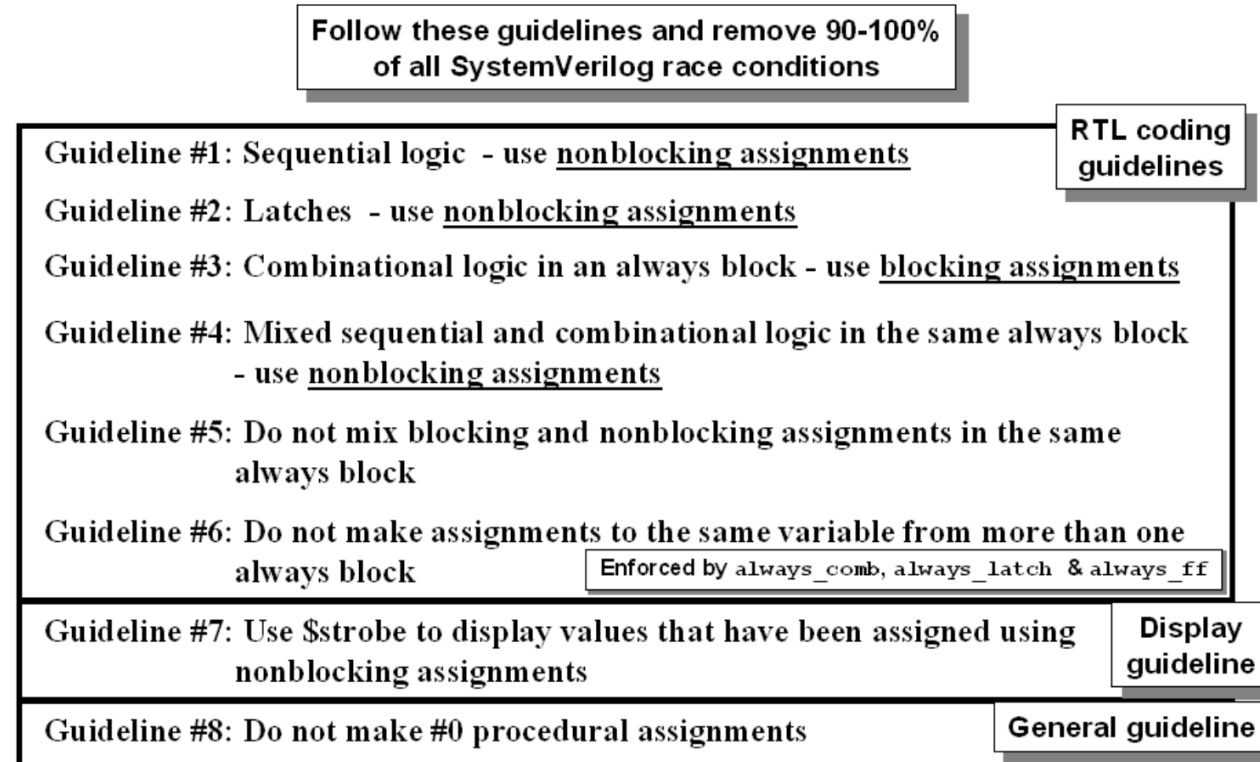 Follow these guidelines and remove 90-100%
of all SystemVerilog race conditions
RTL coding
guidelines
Guideline #1: Sequential logic - use nonblocking assignments
Guideline #2: Latches - use nonblocking assignments
Guideline #3: Combinational logic in an always block - use blocking assignments
Guideline #4: Mixed sequential and combinational logic in the same always block
- use nonblocking assignments
Guideline #5: Do not mix blocking and nonblocking assignments in the same
always block
Guideline #6: Do not make assignments to the same variable from more than one
always block
Enforced by always_comb, always_latch & always_ff
Guideline #7: Use $strobe to display values that have been assigned using
nonblocking assignments
Display
guideline
Guideline #8: Do not make #0 procedural assignments
General guideline